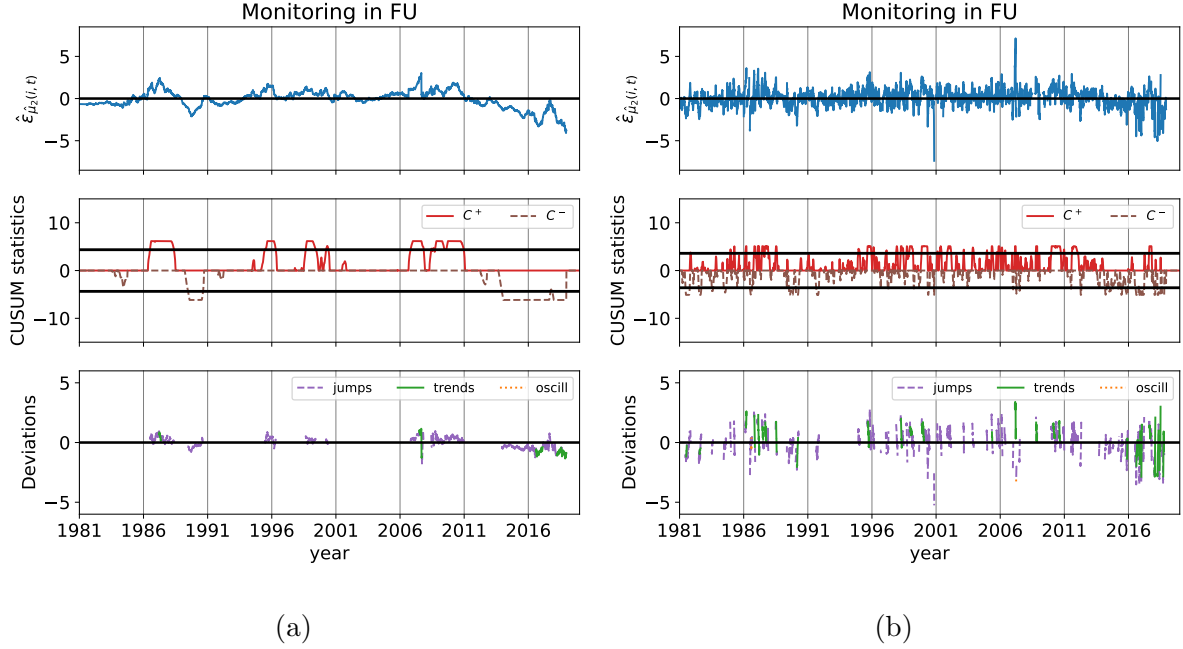 Monitoring in FU
5
0
−5
ε̂μ̂₂(i, t)
10
0
−10
CUSUM statistics
C⁺ C⁻
5
0
−5
Deviations
jumps trends oscill
1981 1986 1991 1996 2001 2006 2011 2016
year
(a)
Monitoring in FU
5
0
−5
ε̂μ̂₂(i, t)
10
0
−10
CUSUM statistics
C⁺ C⁻
5
0
−5
Deviations
jumps trends oscill
1981 1986 1991 1996 2001 2006 2011 2016
year
(b)